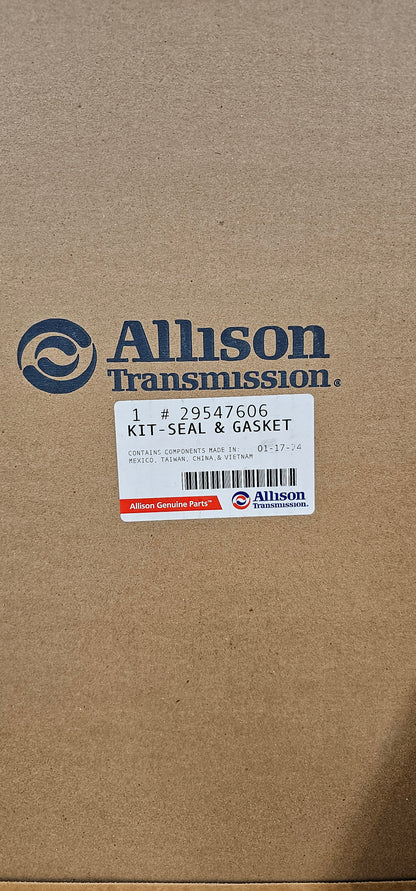 Allison
Transmission®
1 # 29547606
KIT-SEAL & GASKET
CONTAINS COMPONENTS MADE IN: 01-17-24
MEXICO, TAIWAN, CHINA,& VIETNAM
Allison Genuine Parts™
Allison
Transmission.